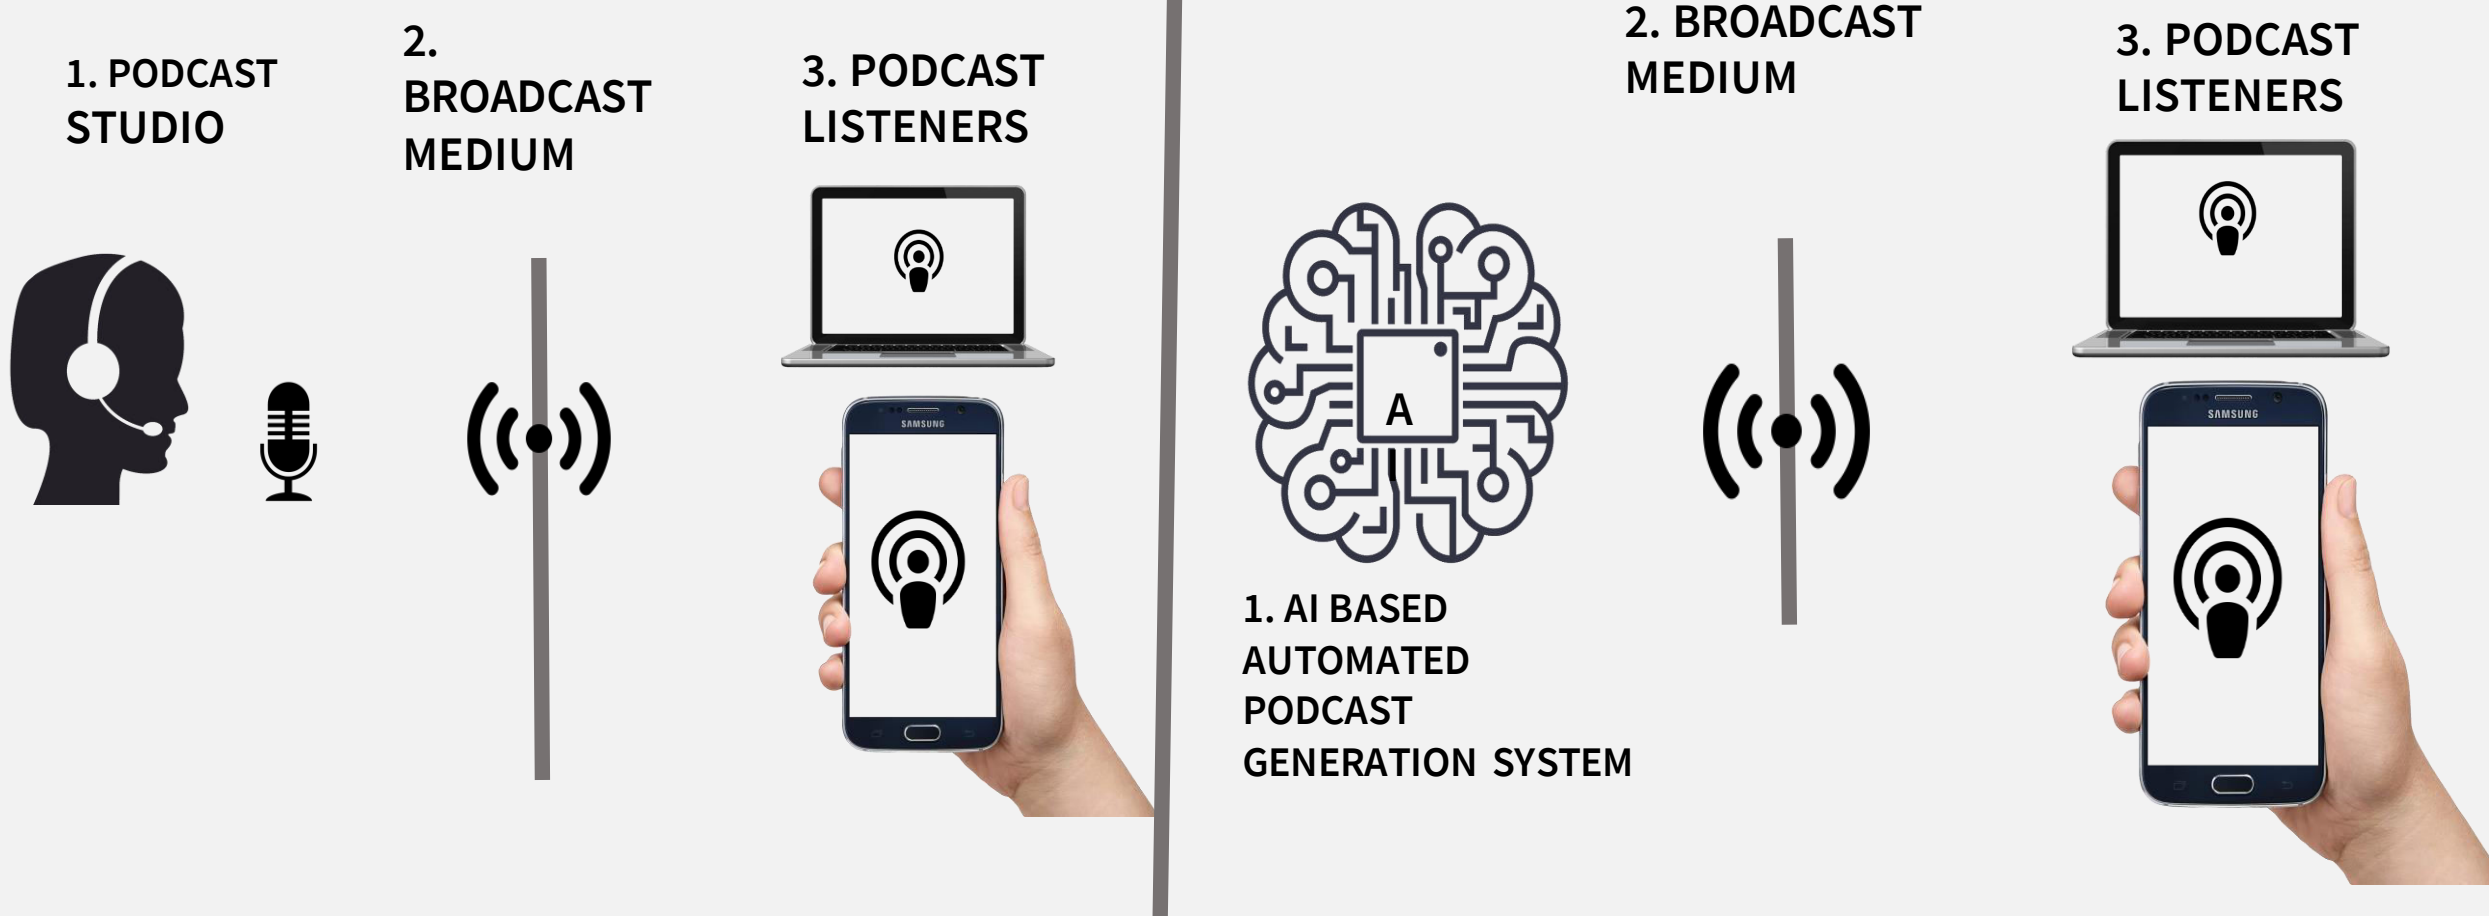 1. PODCAST
STUDIO
2.
BROADCAST
MEDIUM
3. PODCAST
LISTENERS
SAMSUNG
A
1. AI BASED
AUTOMATED
PODCAST
GENERATION SYSTEM
2. BROADCAST
MEDIUM
3. PODCAST
LISTENERS
SAMSUNG